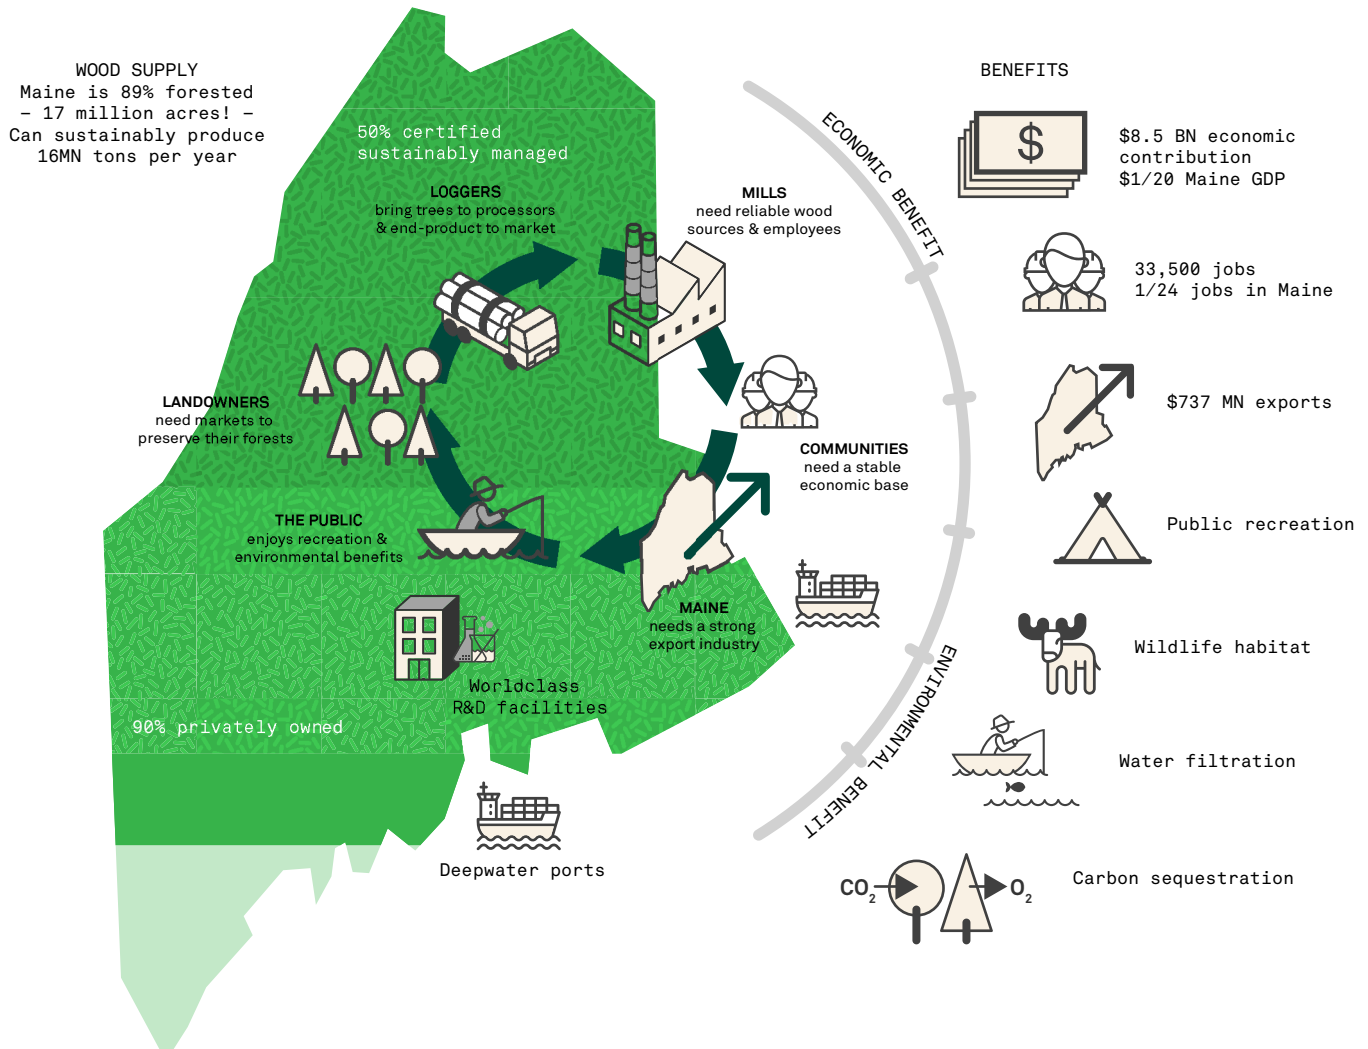 WOOD SUPPLY
Maine is 89% forested
– 17 million acres! –
Can sustainably produce
16MN tons per year
50% certified
sustainably managed
LOGGERS
bring trees to processors
& end-product to market
MILLS
need reliable wood
sources & employees
LANDOWNERS
need markets to
preserve their forests
COMMUNITIES
need a stable
economic base
THE PUBLIC
enjoys recreation &
environmental benefits
MAINE
needs a strong
export industry
Worldclass
R&D facilities
90% privately owned
Deepwater ports
ECONOMIC BENEFIT
ENVIRONMENTAL BENEFIT
BENEFITS
$
$8.5 BN economic
contribution
$1/20 Maine GDP
33,500 jobs
1/24 jobs in Maine
$737 MN exports
Public recreation
Wildlife habitat
Water filtration
CO2
O2
Carbon sequestration